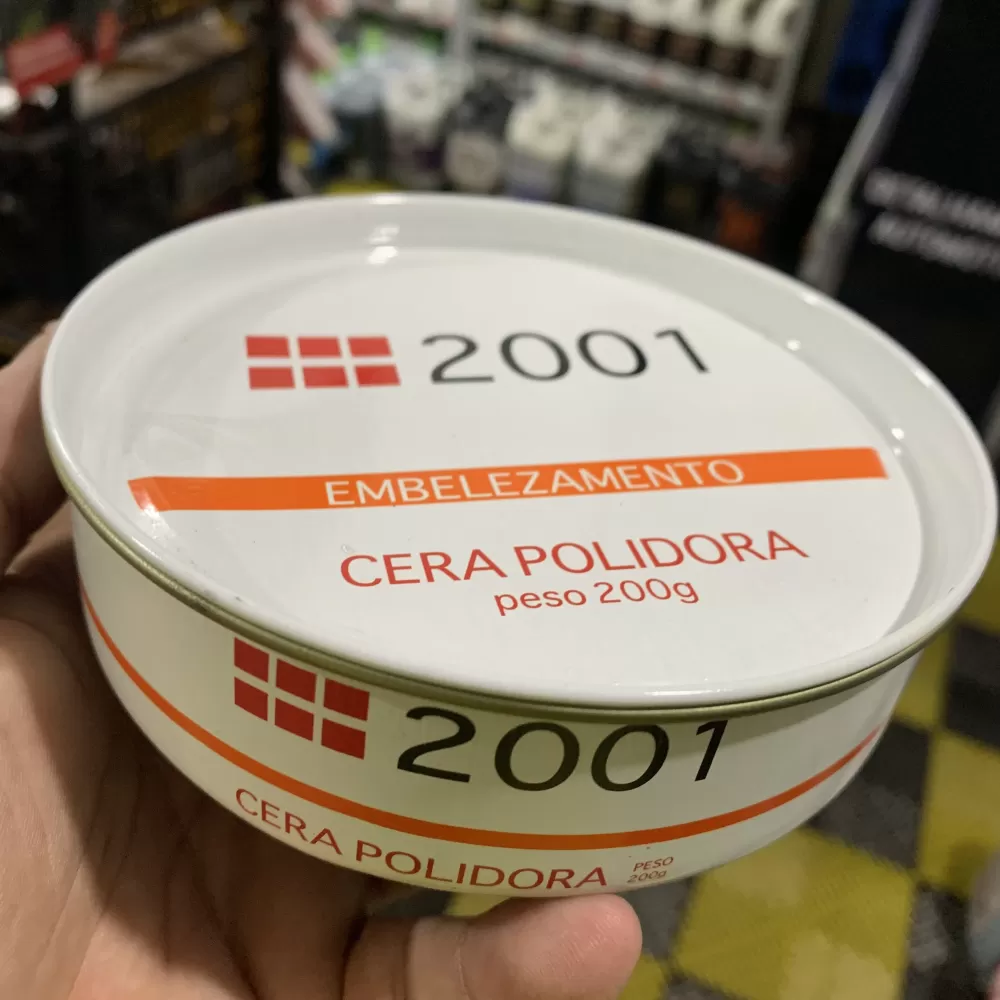 2001
EMBELEZAMENTO
CERA POLIDORA
peso 200g
2001
CERA POLIDORA
PESO
200g